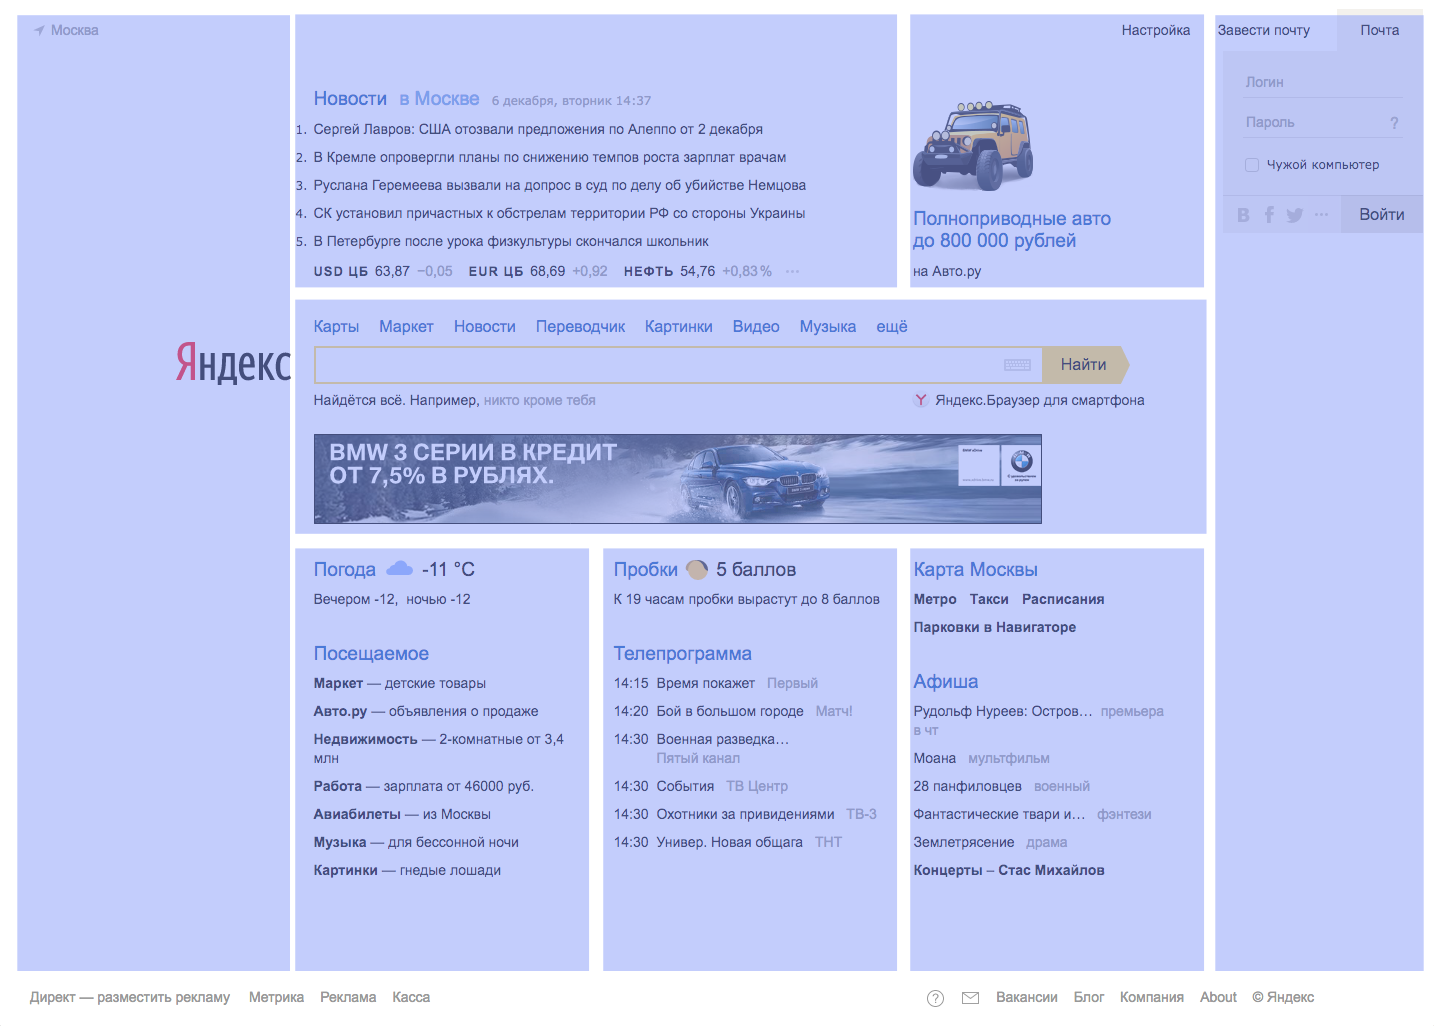 Москва
Настройка
Завести почту
Почта
Новости в Москве 6 декабря, вторник 14:37
1. Сергей Лавров: США отозвали предложения по Алеппо от 2 декабря
2. В Кремле опровергли планы по снижению темпов роста зарплат врачам
3. Руслана Геремеева вызвали на допрос в суд по делу об убийстве Немцова
4. СК установил причастных к обстрелам территории РФ со стороны Украины
5. В Петербурге после урока физкультуры скончался школьник
USD ЦБ 63,87 −0,05 EUR ЦБ 68,69 +0,92 НЕФТЬ 54,76 +0,83 % ···
Полноприводные авто
до 800 000 рублей
на Авто.ру
Логин
Пароль ?
Чужой компьютер
B f ··· Войти
Карты Маркет Новости Переводчик Картинки Видео Музыка ещё
Яндекс
Найти
Найдётся всё. Например, никто кроме тебя
Яндекс.Браузер для смартфона
BMW 3 СЕРИИ В КРЕДИТ
ОТ 7,5% В РУБЛЯХ.
Погода -11 °C
Вечером -12, ночью -12
Посещаемое
Маркет — детские товары
Авто.ру — объявления о продаже
Недвижимость — 2-комнатные от 3,4
млн
Работа — зарплата от 46000 руб.
Авиабилеты — из Москвы
Музыка — для бессонной ночи
Картинки — гнедые лошади
Пробки 5 баллов
К 19 часам пробки вырастут до 8 баллов
Телепрограмма
14:15 Время покажет Первый
14:20 Бой в большом городе Матч!
14:30 Военная разведка…
Пятый канал
14:30 События ТВ Центр
14:30 Охотники за привидениями ТВ-3
14:30 Универ. Новая общага ТНТ
Карта Москвы
Метро Такси Расписания
Парковки в Навигаторе
Афиша
Рудольф Нуреев: Остров… премьера
в чт
Моана мультфильм
28 панфиловцев военный
Фантастические твари и… фэнтези
Землетрясение драма
Концерты – Стас Михайлов
Директ — разместить рекламу Метрика Реклама Касса
? Вакансии Блог Компания About © Яндекс